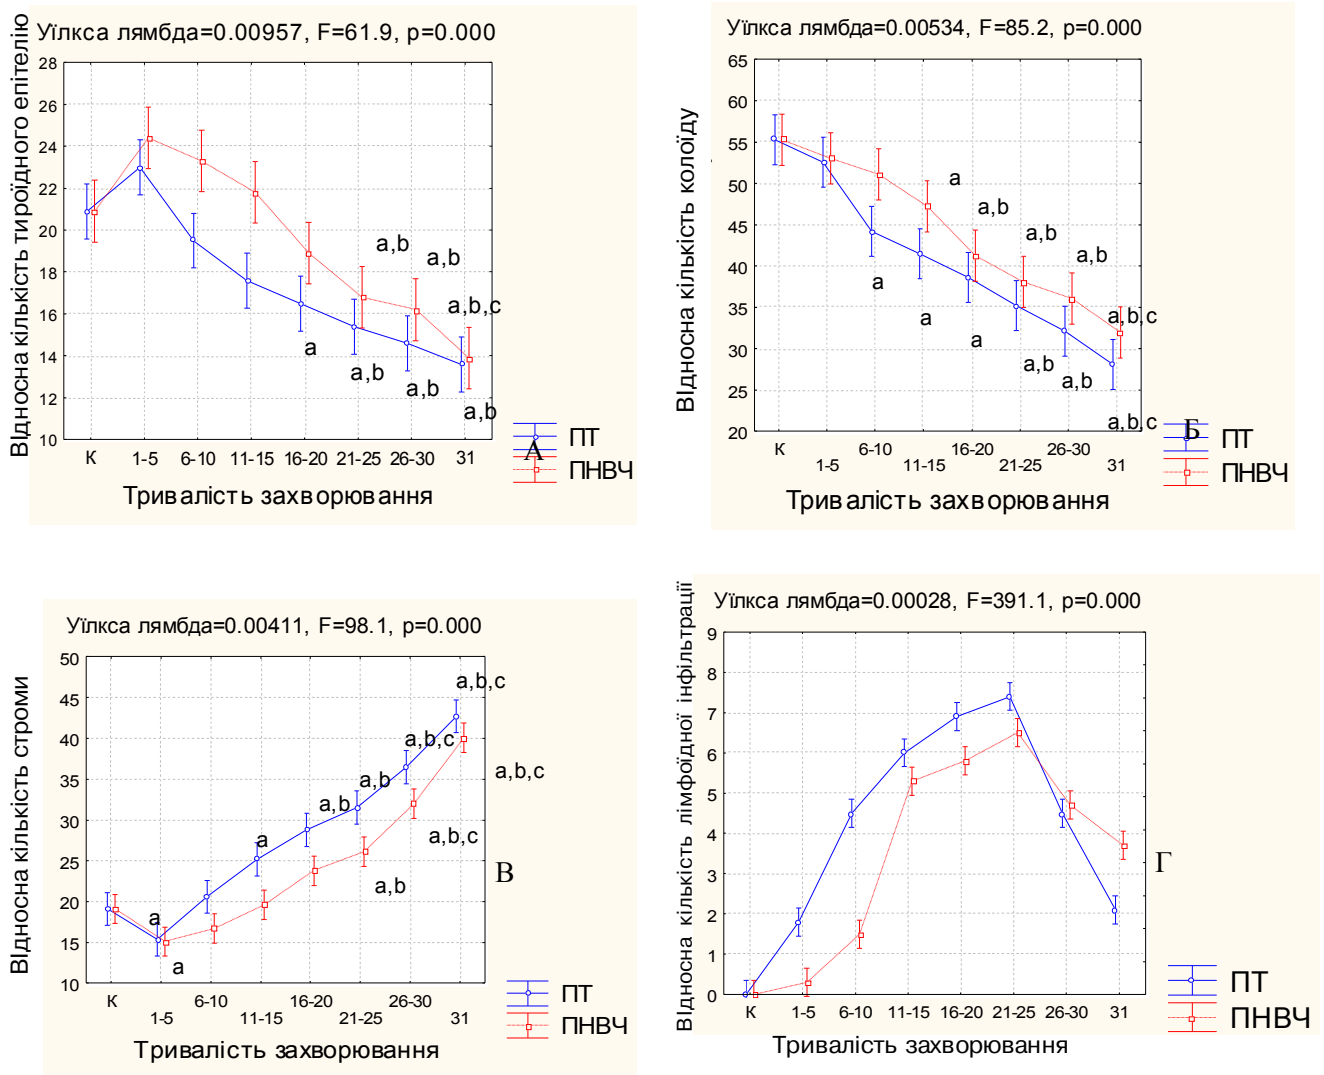 Уїлкса лямбда=0.00957, F=61.9, p=0.000
Відносна кількість тироїдного епітелію
28
26
24
22
20
18
16
14
12
10
a,b
a,b
a,b,c
a
a,b
a,b
a,b
К 1-5 6-10 11-15 16-20 21-25 26-30 31
Тривалість захворювання
ПТ
А
ПНВЧ
Уїлкса лямбда=0.00534, F=85.2, p=0.000
Відносна кількість колоїду
65
60
55
50
45
40
35
30
25
20
a
a,b
a,b
a,b
a,b,c
a
a
a
a,b
a,b
a,b,c
К 6-10 16-20 26-30
1-5 11-15 21-25 31
Тривалість захворювання
Б
ПТ
ПНВЧ
Уїлкса лямбда=0.00411, F=98.1, p=0.000
Відносна кількість строми
50
45
40
35
30
25
20
15
10
a,b,c
a,b,c
a,b,c
a,b
a,b
a,b,c
a
a,b
a
a
В
К 6-10 16-20 26-30
1-5 11-15 21-25 31
Тривалість захворювання
ПТ
ПНВЧ
Уїлкса лямбда=0.00028, F=391.1, p=0.000
Відносна кількість лімфоїдної інфільтрації
9
8
7
6
5
4
3
2
1
0
Г
К 1-5 6-10 11-15 16-20 21-25 26-30 31
Тривалість захворювання
ПТ
ПНВЧ